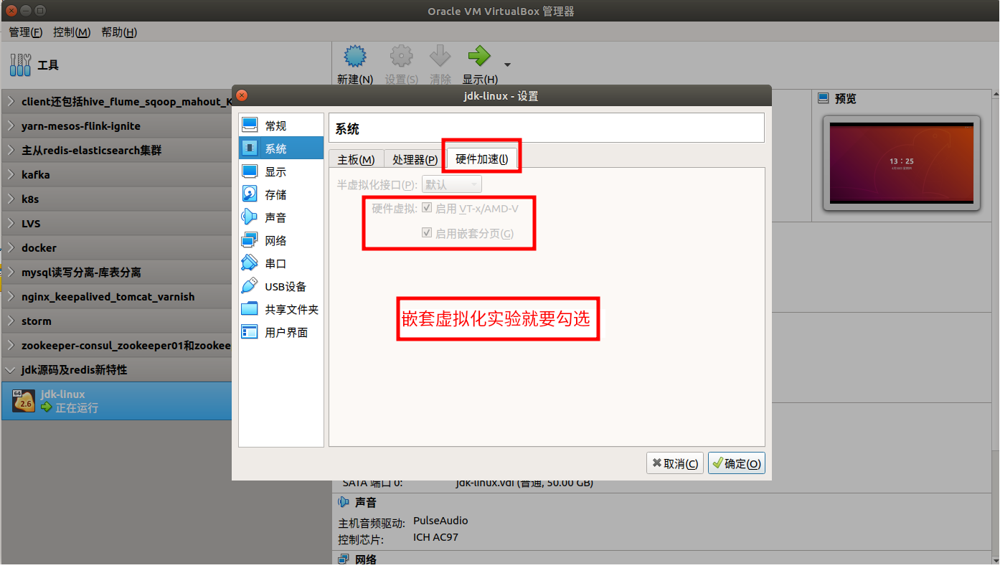 Oracle VM VirtualBox 管理器
管理(F) 控制(M) 帮助(H)
工具
新建(N) 设置(S) 清除 显示(H)
client还包括hive_flume_sqoop_mahout_K
yarn-mesos-flink-ignite
主从redis-elasticsearch集群
kafka
k8s
LVS
docker
mysql读写分离-库表分离
nginx_keepalived_tomcat_varnish
storm
zookeeper-consul_zookeeper01和zookee
jdk源码及redis新特性
64
2.6
jdk-linux
正在运行
jdk-linux - 设置
常规
系统
显示
存储
声音
网络
串口
USB设备
共享文件夹
用户界面
系统
主板(M) 处理器(P) 硬件加速(l)
半虚拟化接口(P): 默认
硬件虚拟: 启用 VT-x/AMD-V
启用嵌套分页(G)
嵌套虚拟化实验就要勾选
取消(C) 确定(O)
预览
13：25
SATA 端口 0: jdk-linux.vdi (普通, 50.00 GB)
声音
主机音频驱动: PulseAudio
控制芯片: ICH AC97
网络